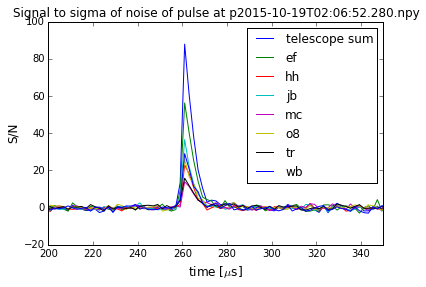 Signal to sigma of noise of pulse at p2015-10-19T02:06:52.280.npy
100
80
60
40
20
0
−20
S/N
telescope sum
ef
hh
jb
mc
o8
tr
wb
200 220 240 260 280 300 320 340
time [μs]